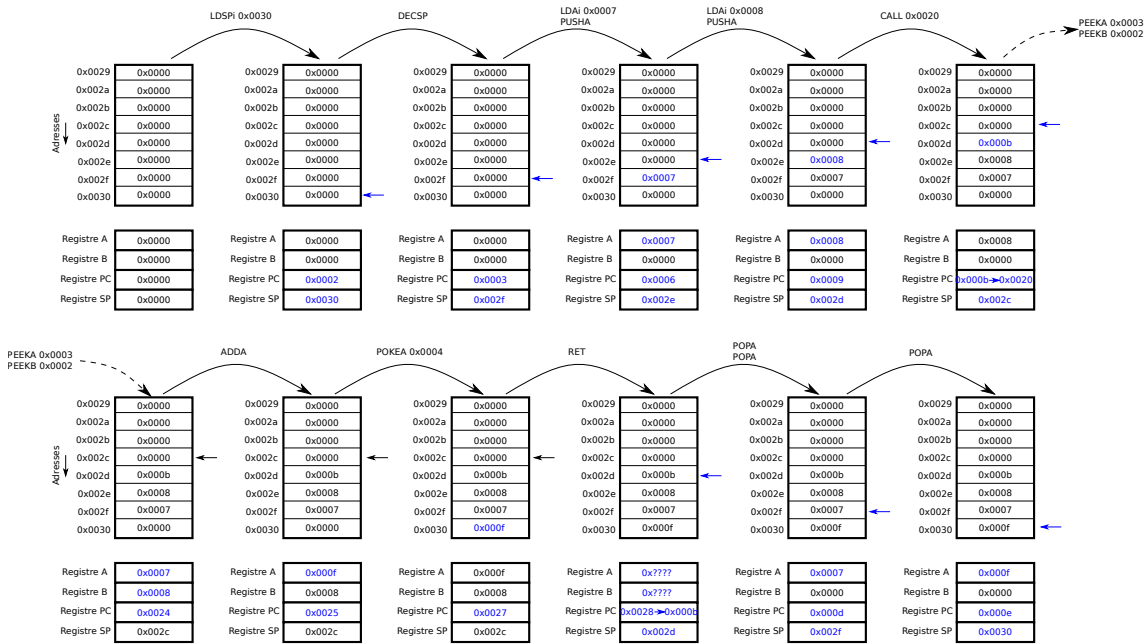 LDSPi 0x0030 DECSP LDAi 0x0007 LDAi 0x0008 CALL 0x0020 PEEKA 0x0003
PUSHA PUSHA PEEKB 0x0002
Adresses
0x0029 0x0000 0x0029 0x0000 0x0029 0x0000 0x0029 0x0000 0x0029 0x0000 0x0029 0x0000
0x002a 0x0000 0x002a 0x0000 0x002a 0x0000 0x002a 0x0000 0x002a 0x0000 0x002a 0x0000
0x002b 0x0000 0x002b 0x0000 0x002b 0x0000 0x002b 0x0000 0x002b 0x0000 0x002b 0x0000
0x002c 0x0000 0x002c 0x0000 0x002c 0x0000 0x002c 0x0000 0x002c 0x0000 0x002c 0x0000
0x002d 0x0000 0x002d 0x0000 0x002d 0x0000 0x002d 0x0000 0x002d 0x0000 0x002d 0x000b
0x002e 0x0000 0x002e 0x0000 0x002e 0x0000 0x002e 0x0000 0x002e 0x0008 0x002e 0x0008
0x002f 0x0000 0x002f 0x0000 0x002f 0x0000 0x002f 0x0007 0x002f 0x0007 0x002f 0x0007
0x0030 0x0000 0x0030 0x0000 0x0030 0x0000 0x0030 0x0000 0x0030 0x0000 0x0030 0x0000
Registre A 0x0000 Registre A 0x0000 Registre A 0x0000 Registre A 0x0007 Registre A 0x0008 Registre A 0x0008
Registre B 0x0000 Registre B 0x0000 Registre B 0x0000 Registre B 0x0000 Registre B 0x0000 Registre B 0x0000
Registre PC 0x0000 Registre PC 0x0002 Registre PC 0x0003 Registre PC 0x0006 Registre PC 0x0009 Registre PC 0x000b 0x0020
Registre SP 0x0000 Registre SP 0x0030 Registre SP 0x002f Registre SP 0x002e Registre SP 0x002d Registre SP 0x002c
PEEKA 0x0003 ADDA POKEA 0x0004 RET POPA POPA
PEEKB 0x0002 POPA
Adresses
0x0029 0x0000 0x0029 0x0000 0x0029 0x0000 0x0029 0x0000 0x0029 0x0000 0x0029 0x0000
0x002a 0x0000 0x002a 0x0000 0x002a 0x0000 0x002a 0x0000 0x002a 0x0000 0x002a 0x0000
0x002b 0x0000 0x002b 0x0000 0x002b 0x0000 0x002b 0x0000 0x002b 0x0000 0x002b 0x0000
0x002c 0x0000 0x002c 0x0000 0x002c 0x0000 0x002c 0x0000 0x002c 0x0000 0x002c 0x0000
0x002d 0x000b 0x002d 0x000b 0x002d 0x000b 0x002d 0x000b 0x002d 0x000b 0x002d 0x000b
0x002e 0x0008 0x002e 0x0008 0x002e 0x0008 0x002e 0x0008 0x002e 0x0008 0x002e 0x0008
0x002f 0x0007 0x002f 0x0007 0x002f 0x0007 0x002f 0x0007 0x002f 0x0007 0x002f 0x0007
0x0030 0x0000 0x0030 0x0000 0x0030 0x000f 0x0030 0x000f 0x0030 0x000f 0x0030 0x000f
Registre A 0x0007 Registre A 0x000f Registre A 0x000f Registre A 0x???? Registre A 0x0007 Registre A 0x000f
Registre B 0x0008 Registre B 0x0008 Registre B 0x0008 Registre B 0x???? Registre B 0x0000 Registre B 0x0000
Registre PC 0x0024 Registre PC 0x0025 Registre PC 0x0027 Registre PC 0x0028 0x000b Registre PC 0x000d Registre PC 0x000e
Registre SP 0x002c Registre SP 0x002c Registre SP 0x002c Registre SP 0x002d Registre SP 0x002f Registre SP 0x0030